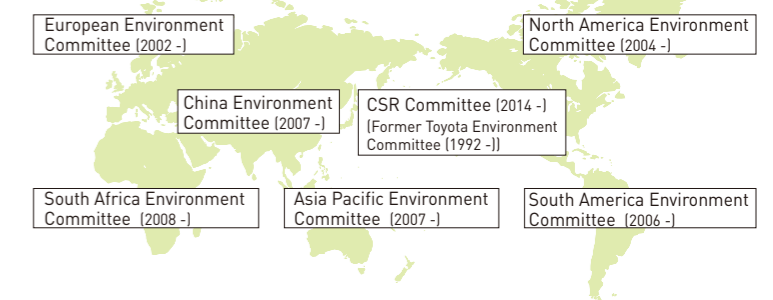 European Environment
Committee (2002 -)
North America Environment
Committee (2004 -)
China Environment
Committee (2007 -)
CSR Committee (2014 -)
(Former Toyota Environment
Committee (1992 -))
South Africa Environment
Committee (2008 -)
Asia Pacific Environment
Committee (2007 -)
South America Environment
Committee (2006 -)